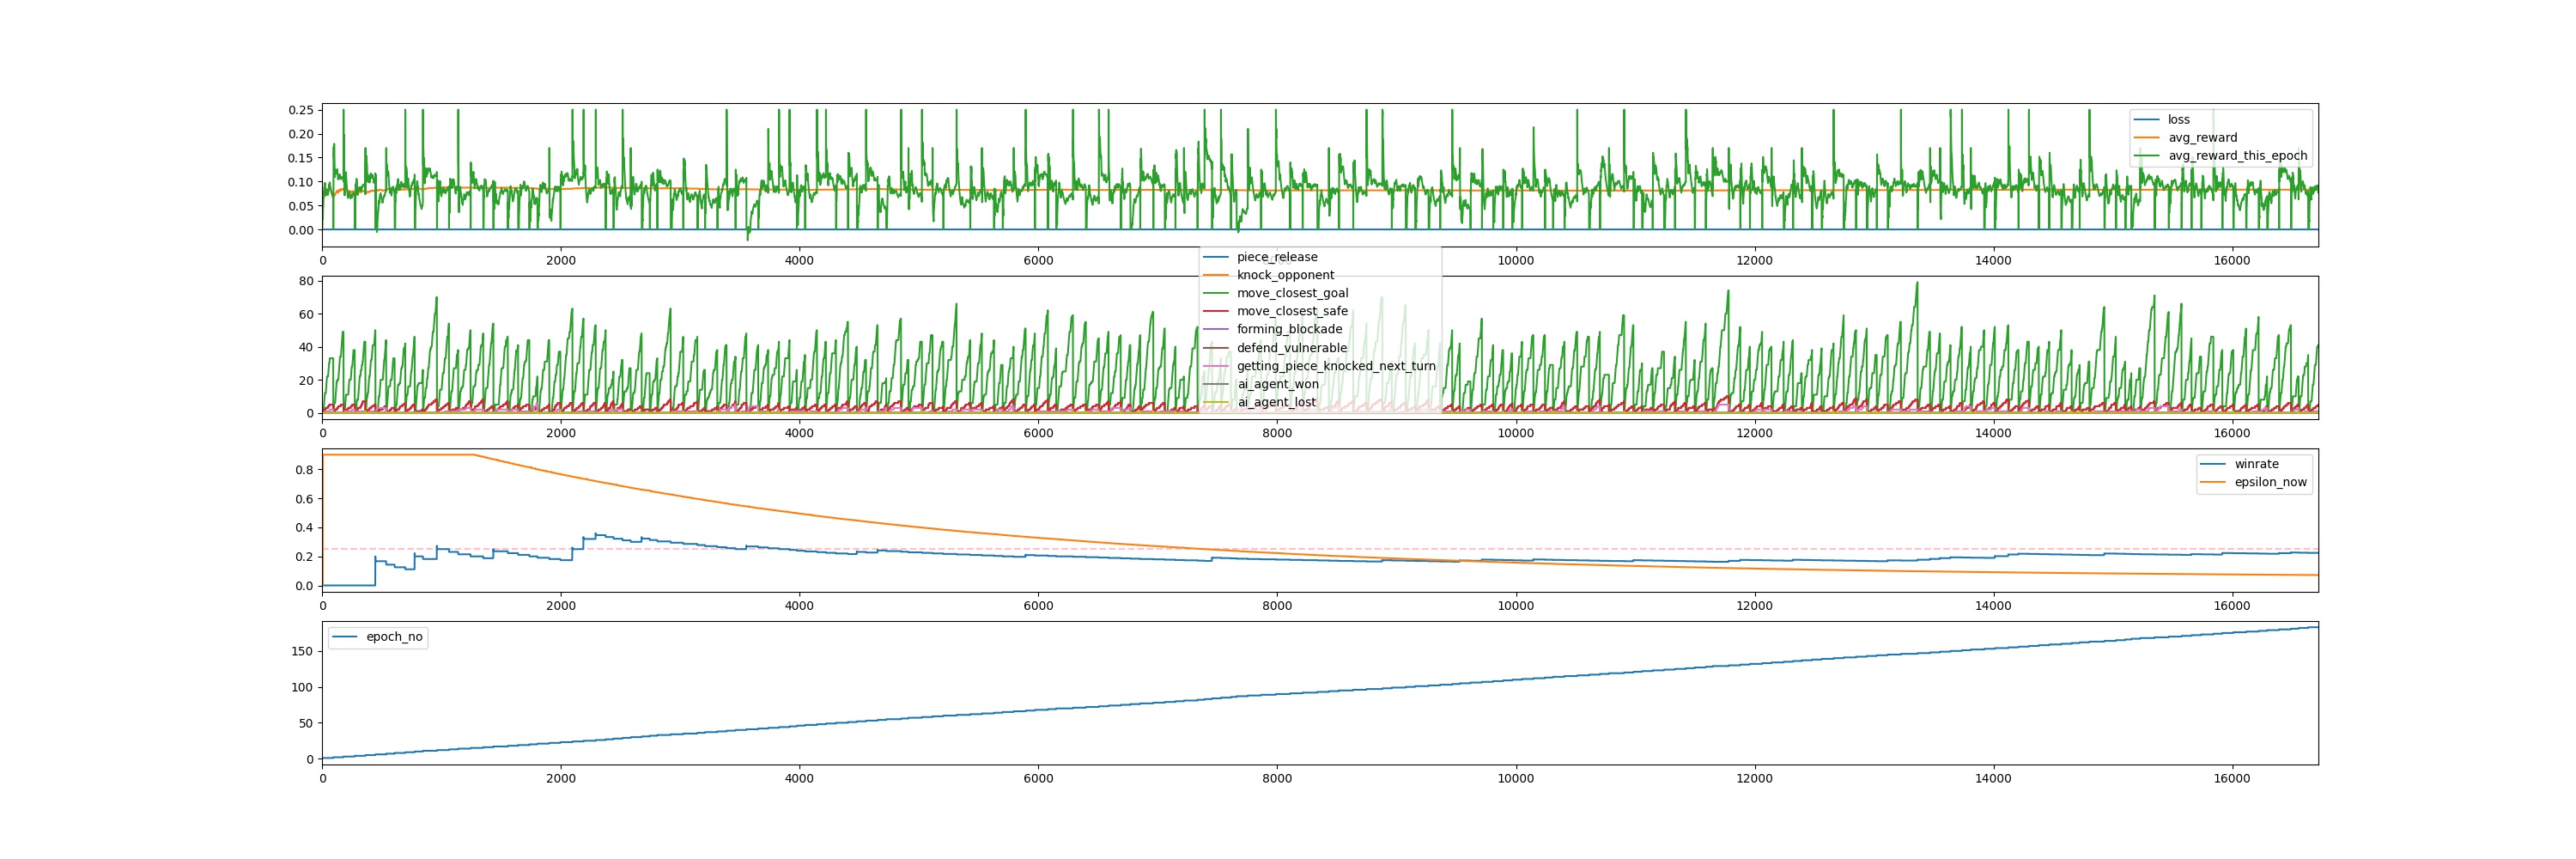 0.25
0.20
0.15
0.10
0.05
0.00
loss
avg_reward
avg_reward_this_epoch
0 2000 4000 6000 8000 10000 12000 14000 16000
80
60
40
20
0
piece_release
knock_opponent
move_closest_goal
move_closest_safe
forming_blockade
defend_vulnerable
getting_piece_knocked_next_turn
ai_agent_won
ai_agent_lost
0 2000 4000 6000 8000 10000 12000 14000 16000
0.8
0.6
0.4
0.2
0.0
winrate
epsilon_now
0 2000 4000 6000 8000 10000 12000 14000 16000
150
100
50
0
epoch_no
0 2000 4000 6000 8000 10000 12000 14000 16000